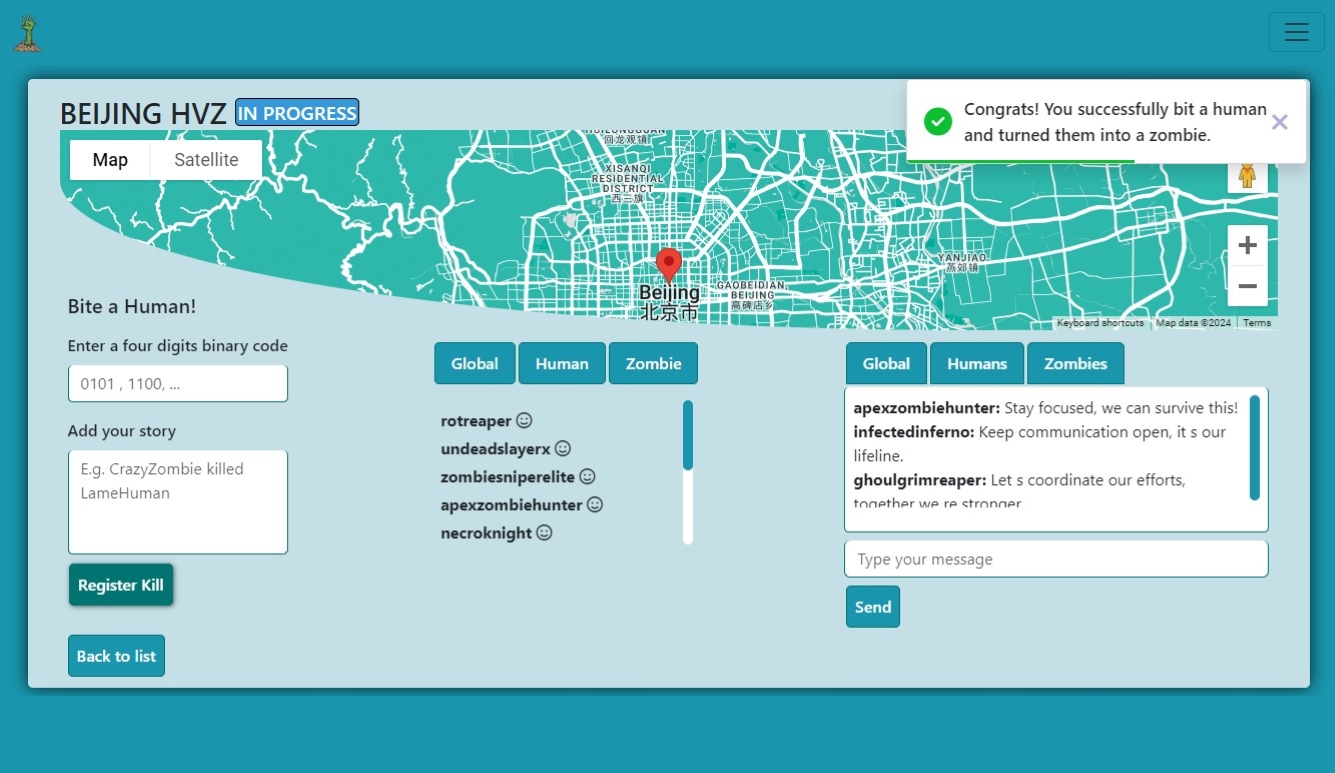 BEIJING HVZ IN PROGRESS
Congrats! You successfully bit a human
and turned them into a zombie.
Map Satellite
回龙观镇
XISANQI
RESIDENTIAL
DISTRICT
西三旗
YANJIAO
燕郊镇
Beijing
北京市
GAOBEIDIAN,
BEIJING
高碑店乡
Keyboard shortcuts Map data ©2024 Terms
Bite a Human!
Enter a four digits binary code
0101 , 1100, ...
Add your story
E.g. CrazyZombie killed
LameHuman
Register Kill
Back to list
Global Human Zombie
rotreaper
undeadslayerx
zombiesniperelite
apexzombiehunter
necroknight
Global Humans Zombies
apexzombiehunter: Stay focused, we can survive this!
infectedinferno: Keep communication open, it s our
lifeline.
ghoulgrimreaper: Let s coordinate our efforts,
together we re stronger
Type your message
Send